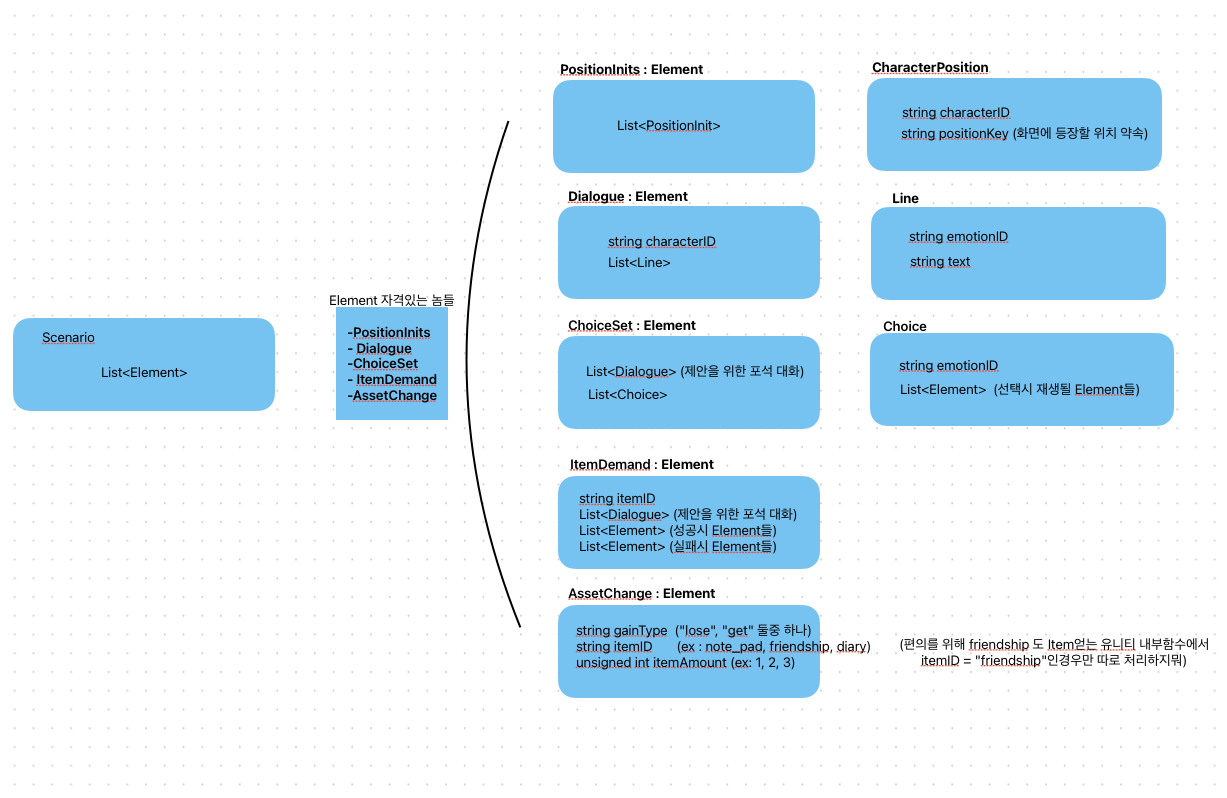 Scenario
List<Element>
Element 자격있는 놈들
-PositionInits
- Dialogue
-ChoiceSet
- ItemDemand
-AssetChange
PositionInits : Element
List<PositionInit>
CharacterPosition
string characterID
string positionKey (화면에 등장할 위치 약속)
Dialogue : Element
string characterID
List<Line>
Line
string emotionID
string text
ChoiceSet : Element
List<Dialogue> (제안을 위한 포석 대화)
List<Choice>
Choice
string emotionID
List<Element> (선택시 재생될 Element들)
ItemDemand : Element
string itemID
List<Dialogue> (제안을 위한 포석 대화)
List<Element> (성공시 Element들)
List<Element> (실패시 Element들)
AssetChange : Element
string gainType ("lose", "get" 둘중 하나)
string itemID (ex : note_pad, friendship, diary)
unsigned int itemAmount (ex: 1, 2, 3)
(편의를 위해 friendship 도 Item얻는 유니티 내부함수에서
itemID = "friendship"인경우만 따로 처리하지뭐)